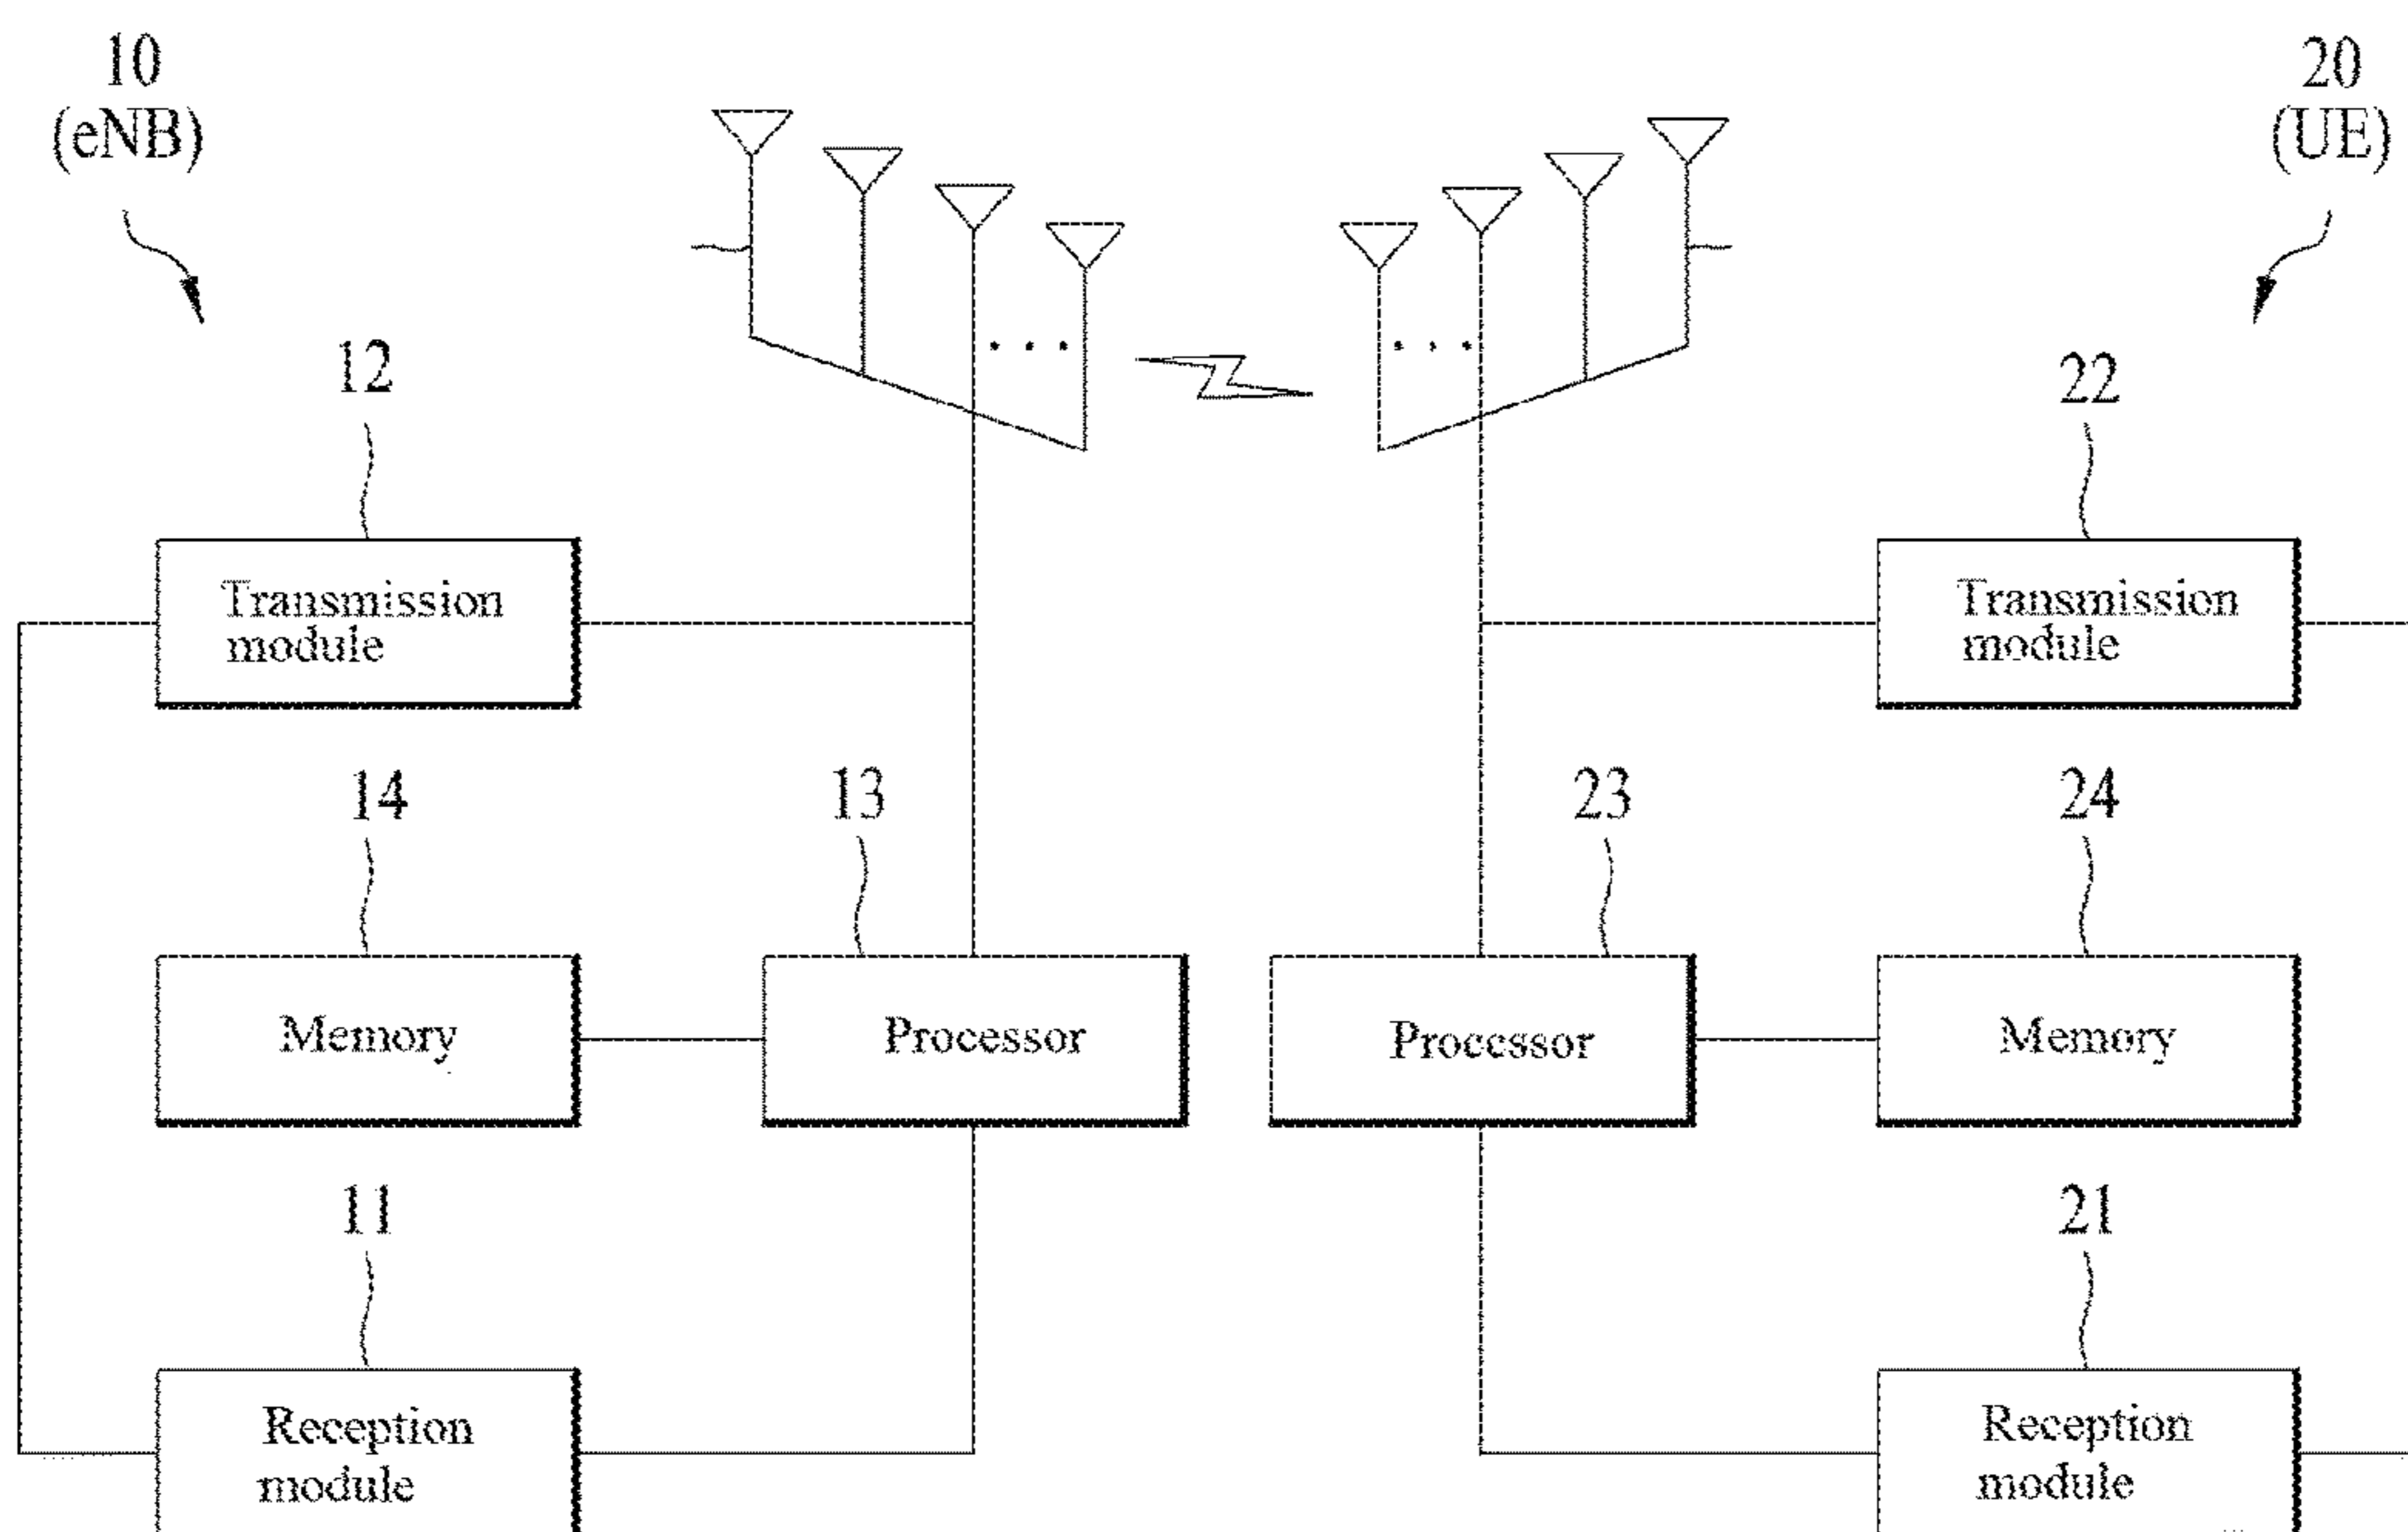 10
(eNB)
20
(UE)
12
22
Transmission
module
Transmission
module
14
13
23
24
Memory
Processor
Processor
Memory
11
21
Reception
module
Reception
module